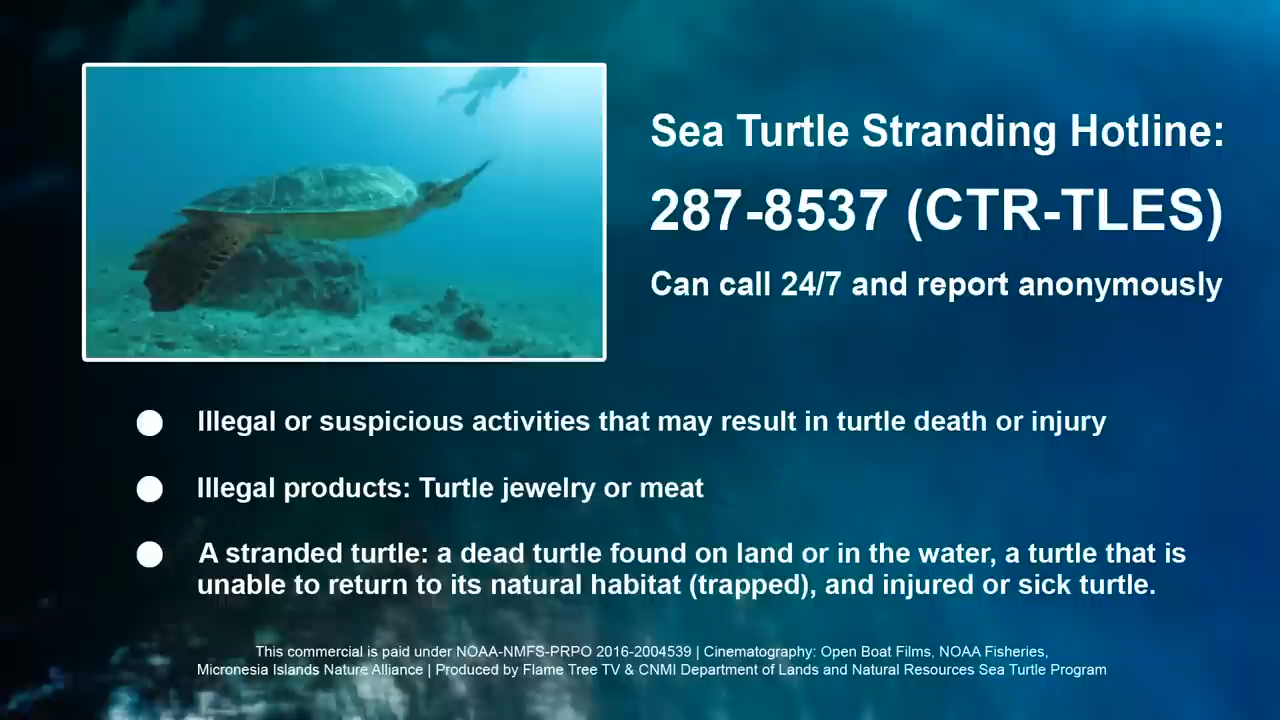 Sea Turtle Stranding Hotline:
287-8537 (CTR-TLES)
Can call 24/7 and report anonymously
Illegal or suspicious activities that may result in turtle death or injury
Illegal products: Turtle jewelry or meat
A stranded turtle: a dead turtle found on land or in the water, a turtle that is
unable to return to its natural habitat (trapped), and injured or sick turtle.
This commercial is paid under NOAA-NMFS-PRPO 2016-2004539 | Cinematography: Open Boat Films, NOAA Fisheries,
Micronesia Islands Nature Alliance | Produced by Flame Tree TV & CNMI Department of Lands and Natural Resources Sea Turtle Program